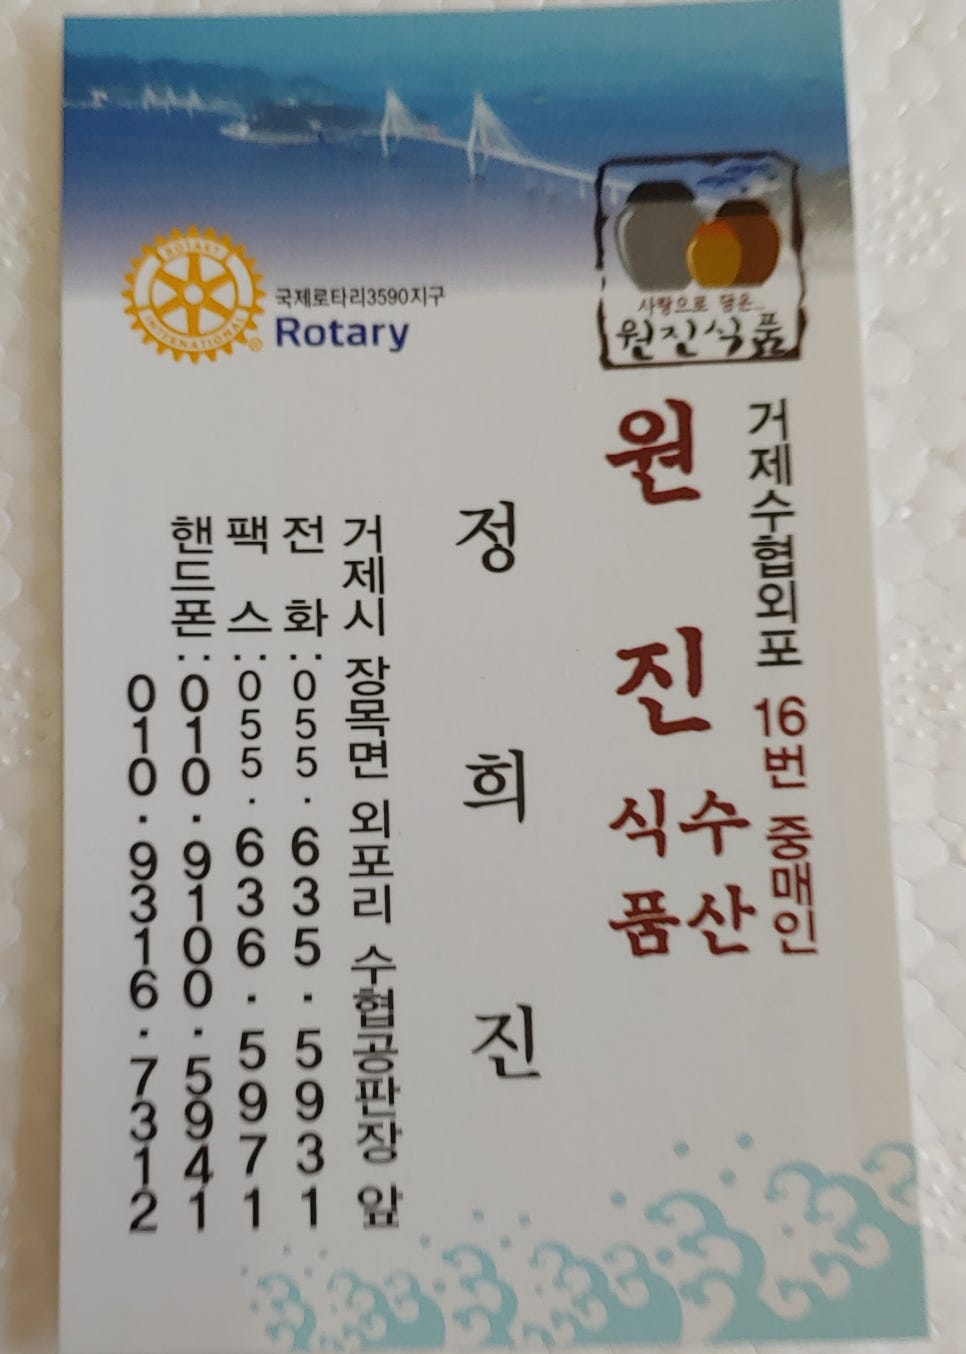 ROTARY
INTERNATIONAL
국제로타리3590지구
Rotary
사랑으로 담은...
원진식품
거제수협외포 16번 중매인
원진 수산
식품
정희진
거제시 장목면 외포리 수협공판장 앞
전 화:055·635·5931
팩 스:055·636·5971
핸드폰:010·9100·5941
010·9316·7312